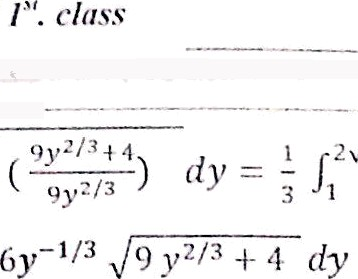 1st. class
( 9y^{2/3}+4 / 9y^{2/3} ) dy = 1/3 ∫_1^{2√
6y^{-1/3} √(9 y^{2/3} + 4) dy